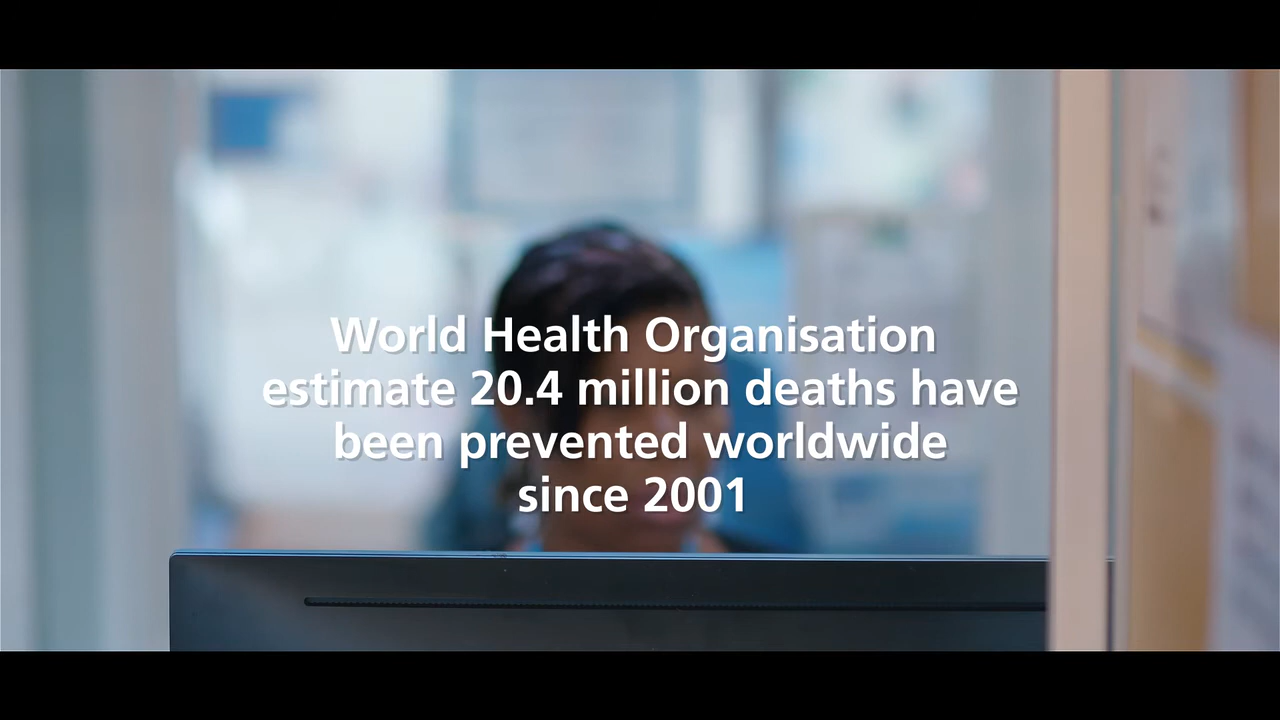 World Health Organisation
estimate 20.4 million deaths have
been prevented worldwide
since 2001